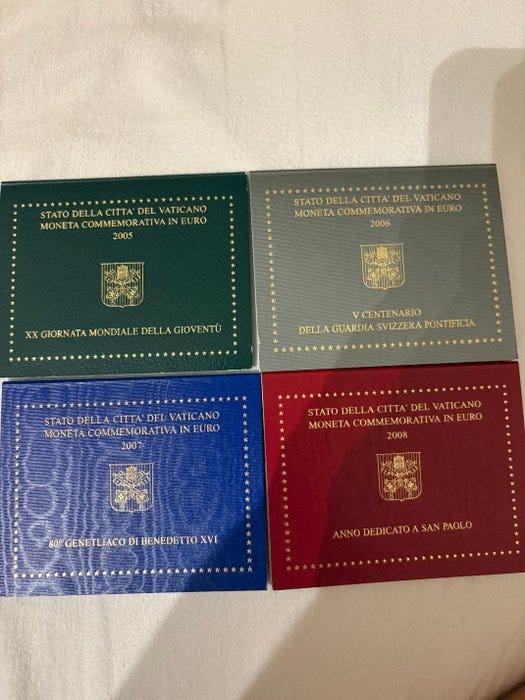 STATO DELLA CITTA' DEL VATICANO
MONETA COMMEMORATIVA IN EURO
2005
XX GIORNATA MONDIALE DELLA GIOVENTÙ
STATO DELLA CITTA' DEL VATICANO
MONETA COMMEMORATIVA IN EURO
2006
V CENTENARIO
DELLA GUARDIA SVIZZERA PONTIFICIA
STATO DELLA CITTA' DEL VATICANO
MONETA COMMEMORATIVA IN EURO
2007
80° GENETLIACO DI BENEDETTO XVI
STATO DELLA CITTA' DEL VATICANO
MONETA COMMEMORATIVA IN EURO
2008
ANNO DEDICATO A SAN PAOLO